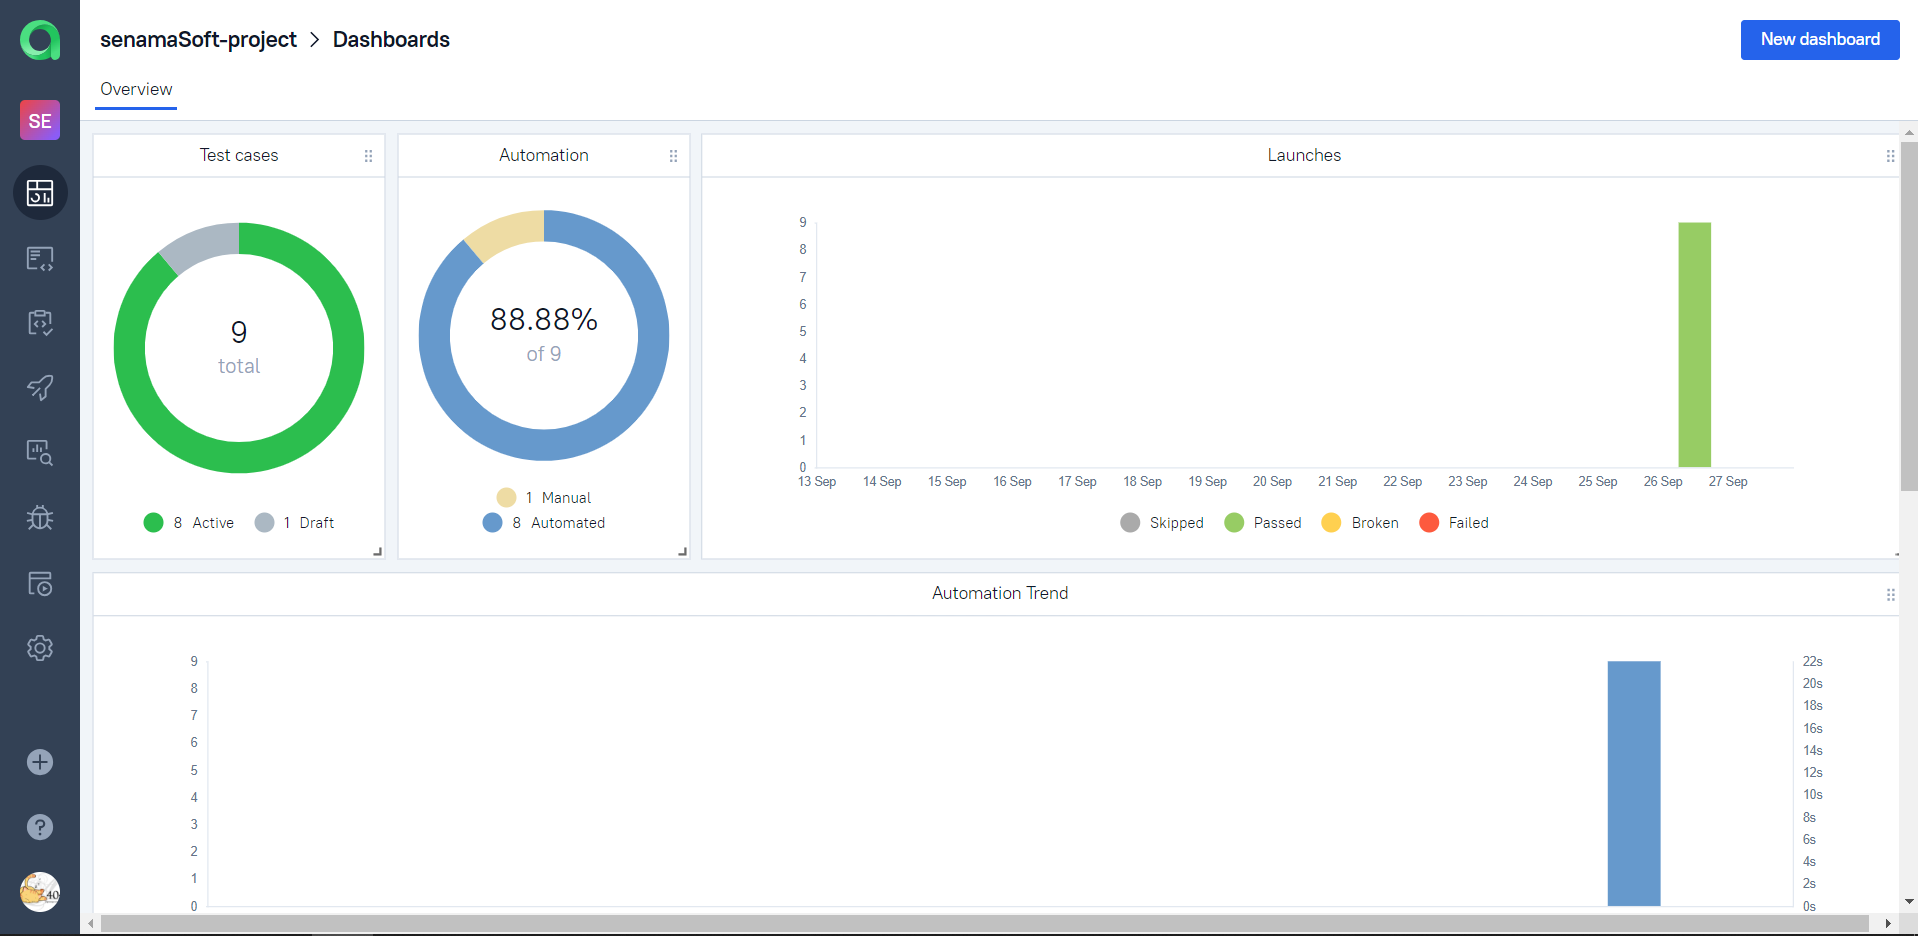 senamaSoft-project > Dashboards
New dashboard
Overview
SE
Test cases
9
total
8 Active 1 Draft
Automation
88.88%
of 9
1 Manual
8 Automated
Launches
9
8
7
6
5
4
3
2
1
0
13 Sep 14 Sep 15 Sep 16 Sep 17 Sep 18 Sep 19 Sep 20 Sep 21 Sep 22 Sep 23 Sep 24 Sep 25 Sep 26 Sep 27 Sep
Skipped Passed Broken Failed
Automation Trend
9
8
7
6
5
4
3
2
1
0
22s
20s
18s
16s
14s
12s
10s
8s
6s
4s
2s
0s
?
40